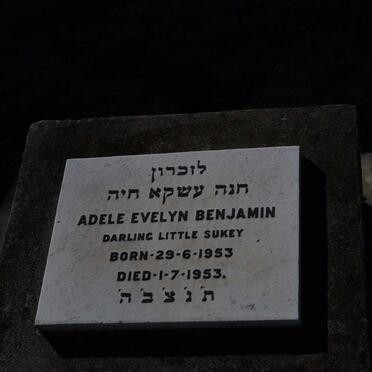 לזכרון
חנה עשקא חיה
ADELE EVELYN BENJAMIN
DARLING LITTLE SUKEY
BORN-29-6-1953
DIED-1-7-1953.
ת׳נ׳צ׳ב׳ה׳